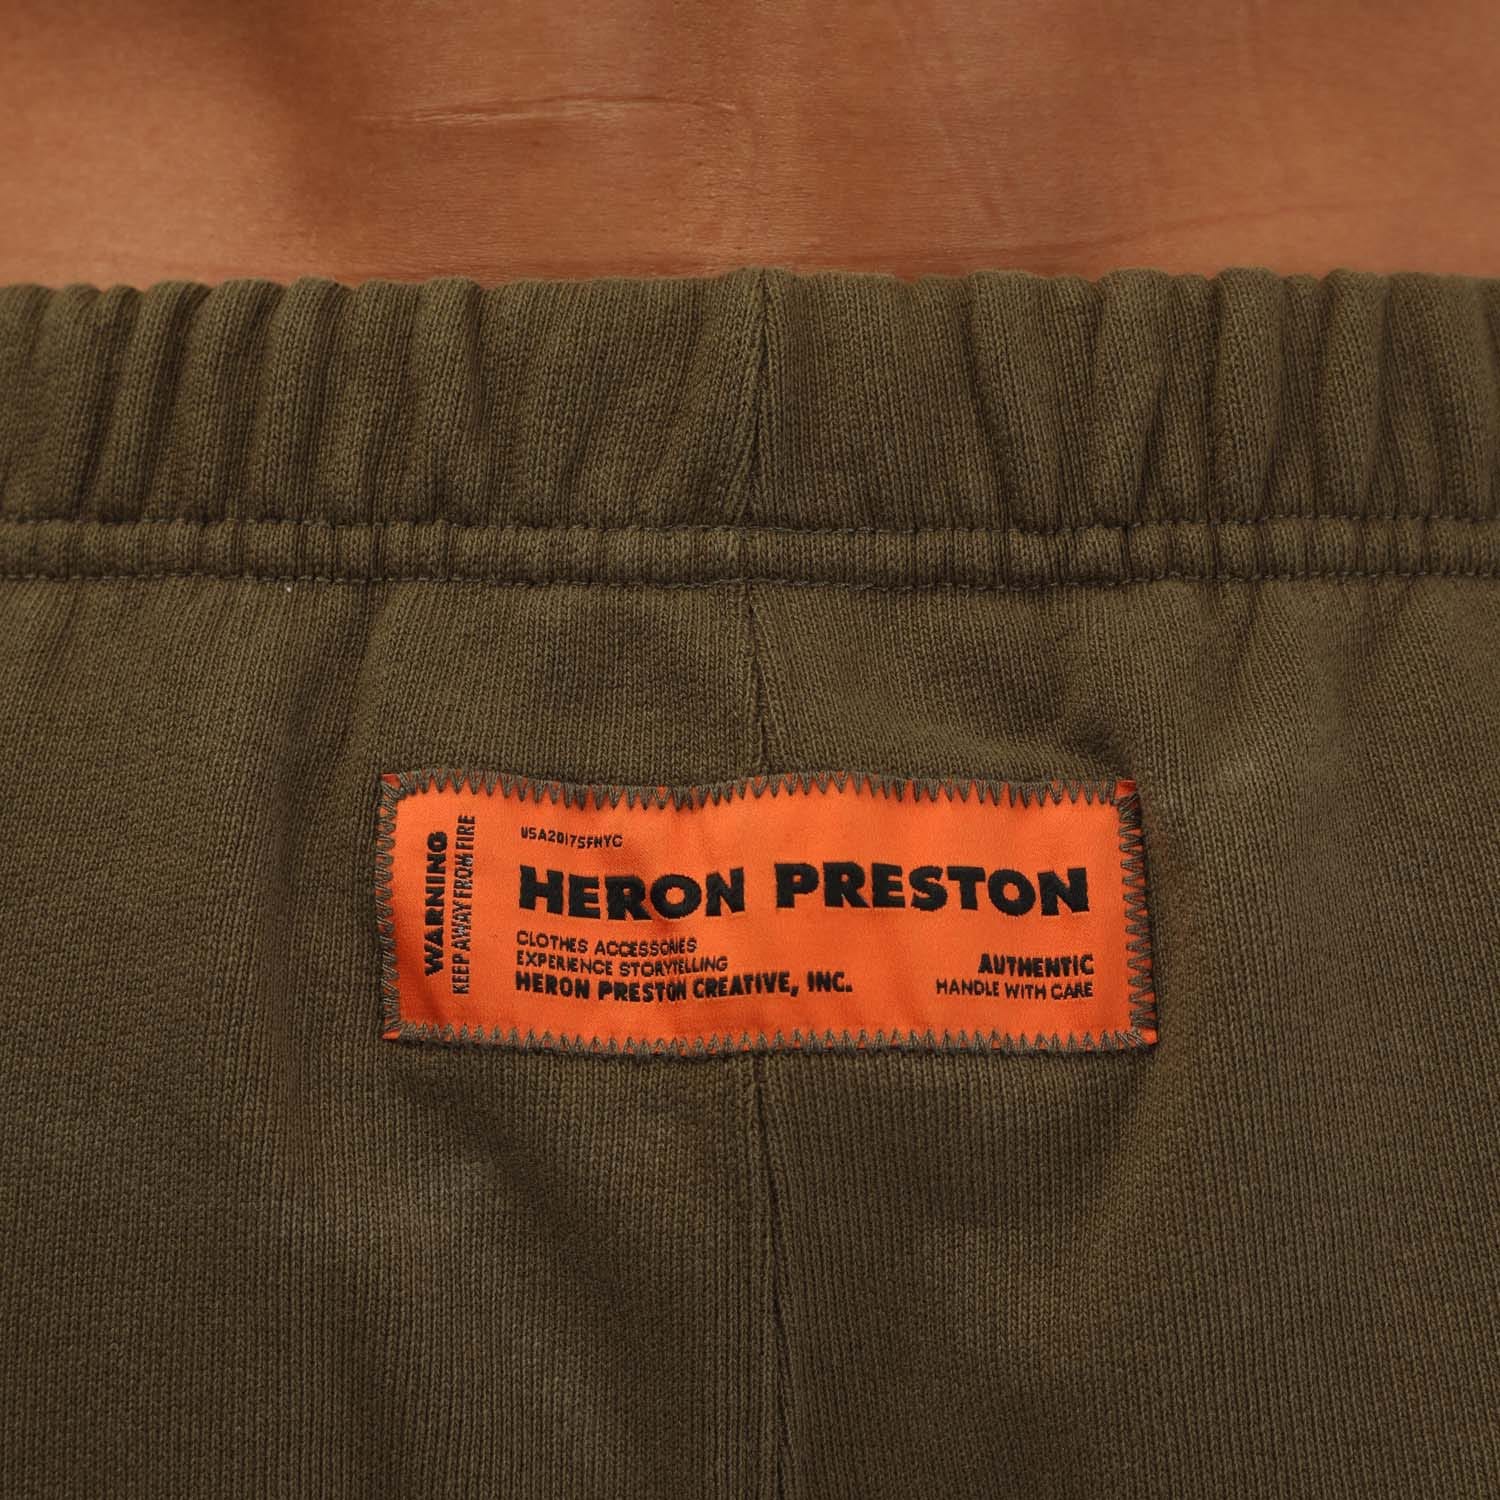 WARNING
KEEP AWAY FROM FIRE
USA2017SFNYC
HERON PRESTON
CLOTHES ACCESSORIES
EXPERIENCE STORYTELLING
HERON PRESTON CREATIVE, INC.
AUTHENTIC
HANDLE WITH CARE